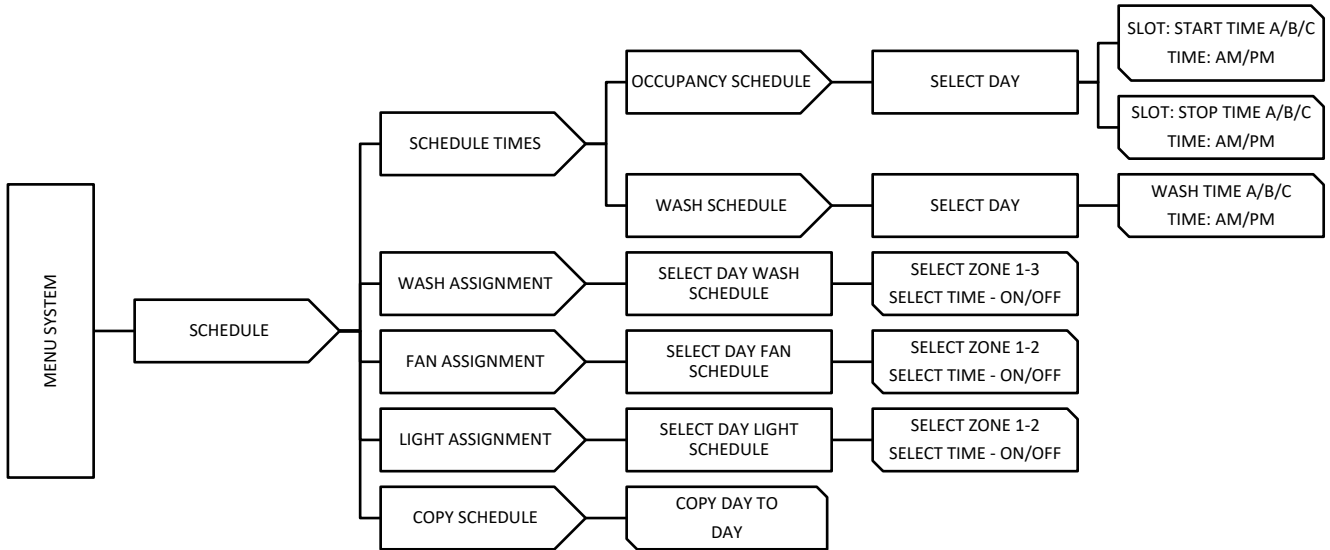 MENU SYSTEM
SCHEDULE
SCHEDULE TIMES
OCCUPANCY SCHEDULE
SELECT DAY
SLOT: START TIME A/B/C
TIME: AM/PM
SLOT: STOP TIME A/B/C
TIME: AM/PM
WASH SCHEDULE
SELECT DAY
WASH TIME A/B/C
TIME: AM/PM
WASH ASSIGNMENT
SELECT DAY WASH
SCHEDULE
SELECT ZONE 1-3
SELECT TIME - ON/OFF
FAN ASSIGNMENT
SELECT DAY FAN
SCHEDULE
SELECT ZONE 1-2
SELECT TIME - ON/OFF
LIGHT ASSIGNMENT
SELECT DAY LIGHT
SCHEDULE
SELECT ZONE 1-2
SELECT TIME - ON/OFF
COPY SCHEDULE
COPY DAY TO
DAY